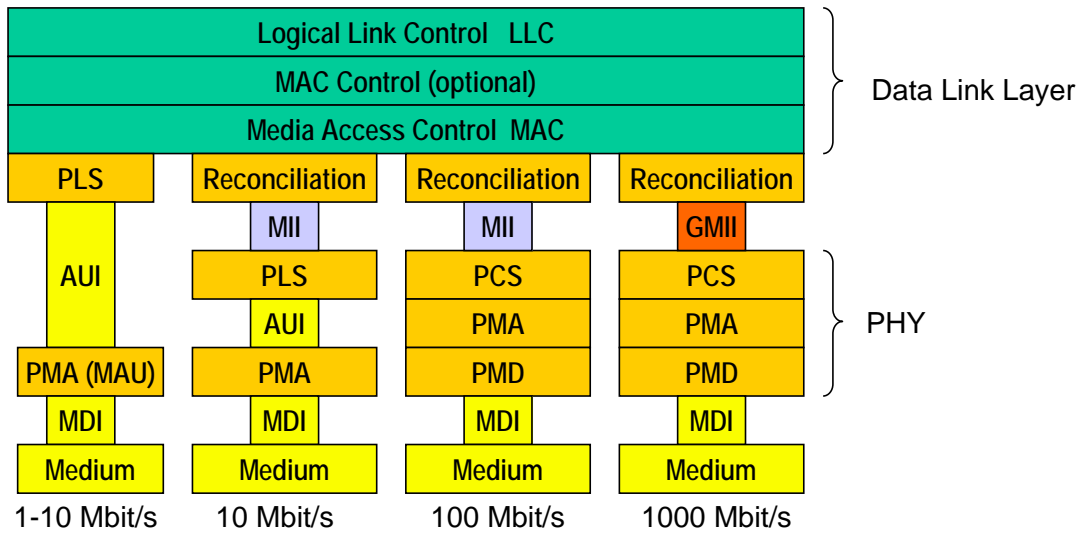 Logical Link Control LLC
MAC Control (optional)
Media Access Control MAC
Data Link Layer
PLS
Reconciliation
Reconciliation
Reconciliation
MII
MII
GMII
AUI
PLS
PCS
PCS
AUI
PMA
PMA
PHY
PMA (MAU)
PMA
PMD
PMD
MDI
MDI
MDI
MDI
Medium
Medium
Medium
Medium
1-10 Mbit/s
10 Mbit/s
100 Mbit/s
1000 Mbit/s